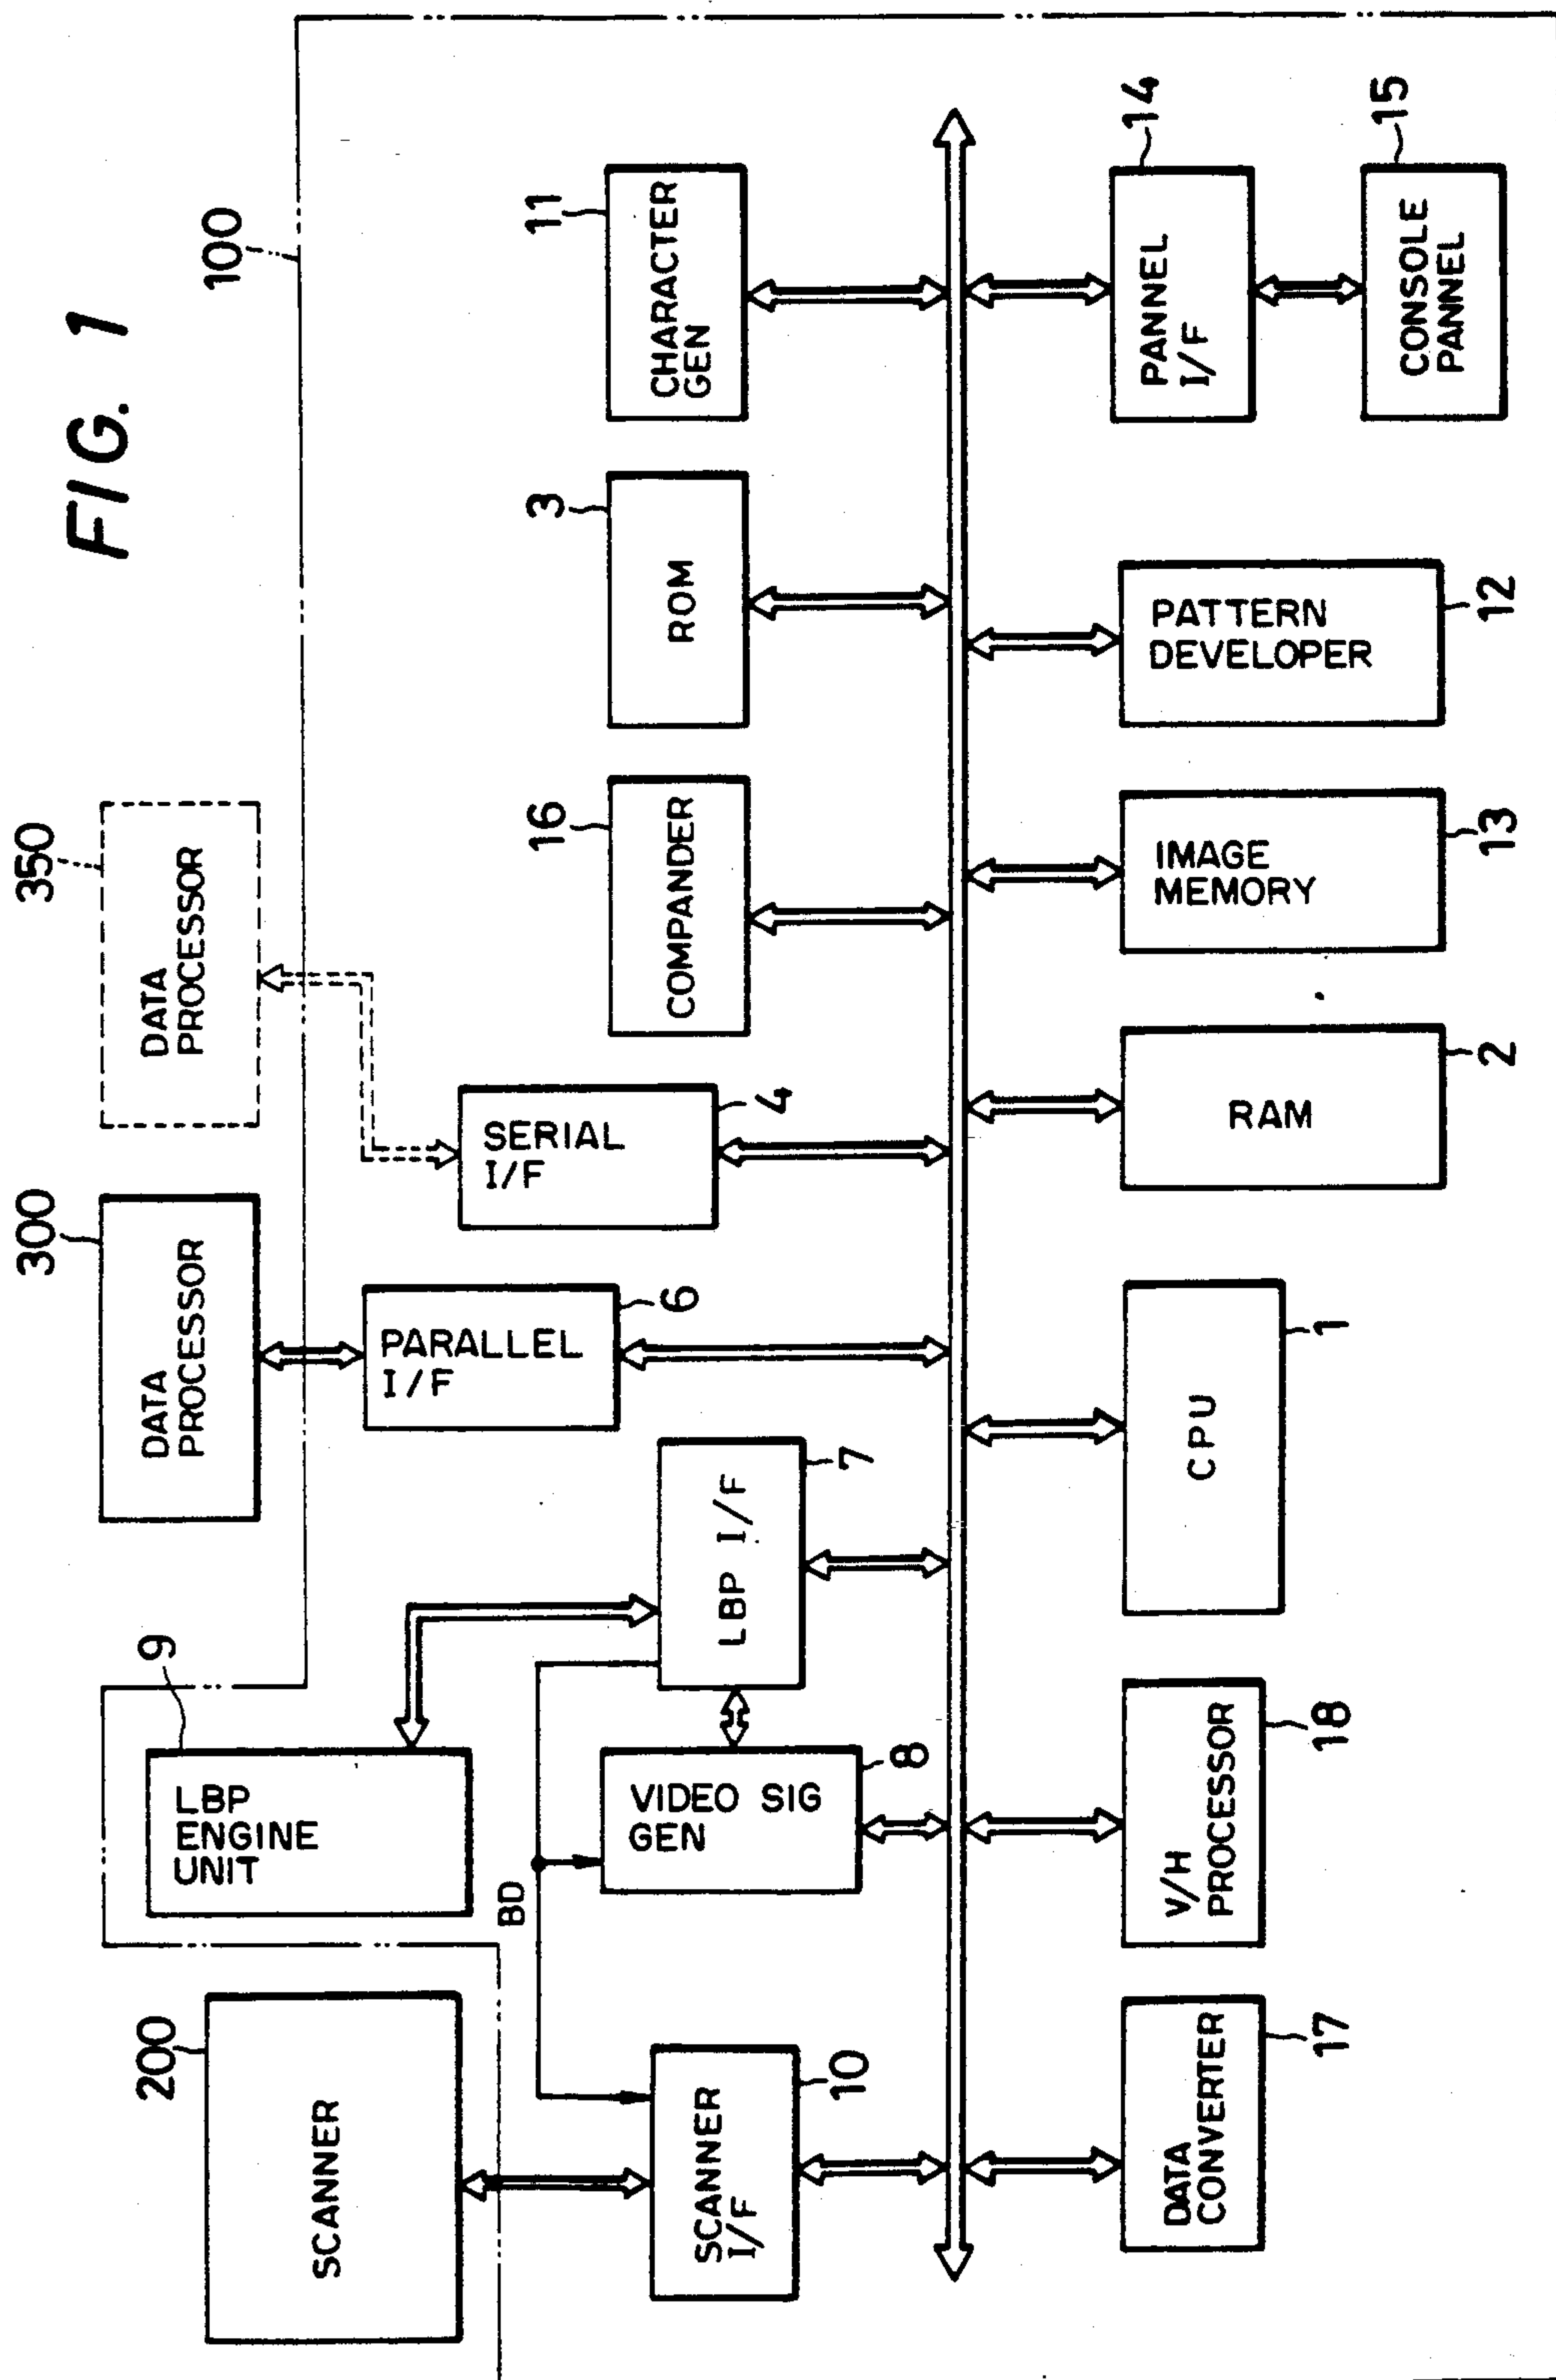 FIG. 1
200
SCANNER
9
LBP
ENGINE
UNIT
300
DATA
PROCESSOR
350
DATA
PROCESSOR
100
BD
SCANNER
I/F
10
VIDEO SIG
GEN
8
LBP I/F
7
PARALLEL
I/F
6
SERIAL
I/F
4
COMPANDER
16
ROM
3
CHARACTER
GEN
11
DATA
CONVERTER
17
V/H
PROCESSOR
18
CPU
1
RAM
2
IMAGE
MEMORY
13
PATTERN
DEVELOPER
12
PANNEL
I/F
14
CONSOLE
PANNEL
15